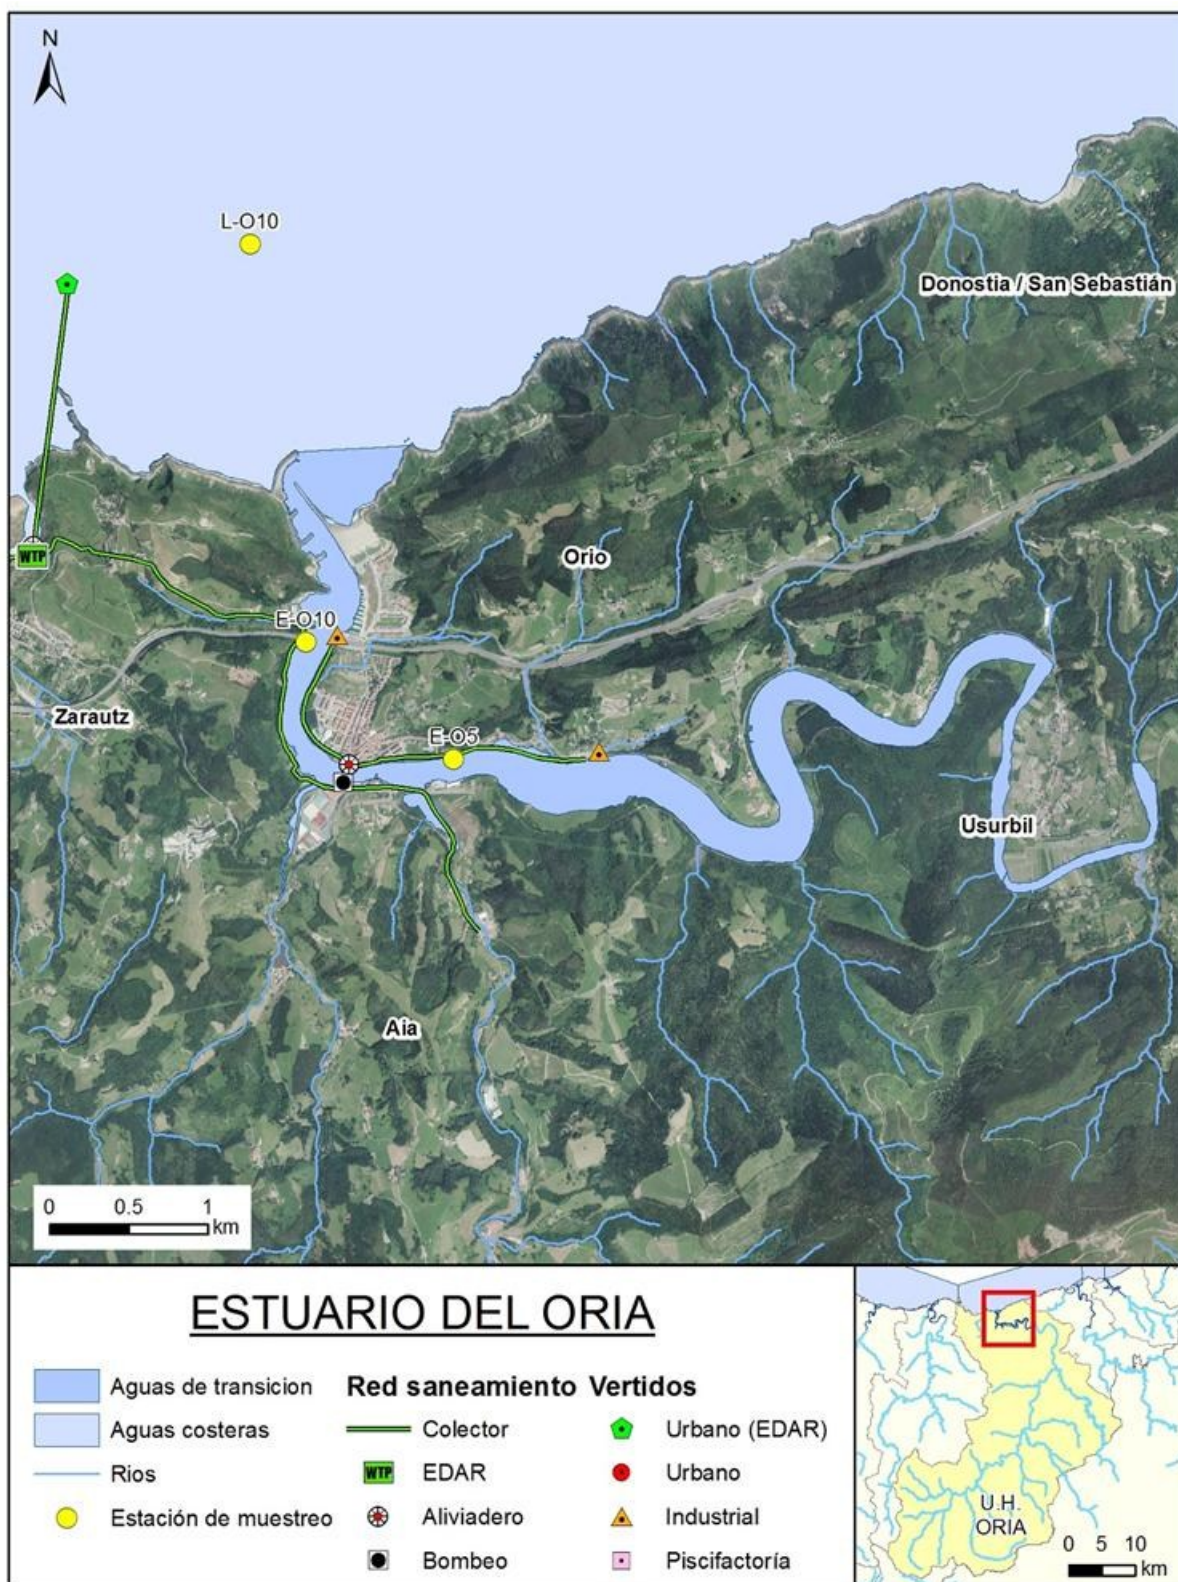 N
L-O10
Donostia / San Sebastián
Orio
WTP
E-O10
Zarautz
E-O5
Usurbil
Aia
0 0.5 1
km
ESTUARIO DEL ORIA
Aguas de transicion
Aguas costeras
Rios
Estación de muestreo
Red saneamiento
Colector
WTP EDAR
Aliviadero
Bombeo
Vertidos
Urbano (EDAR)
Urbano
Industrial
Piscifactoría
U.H.
ORIA
0 5 10
km